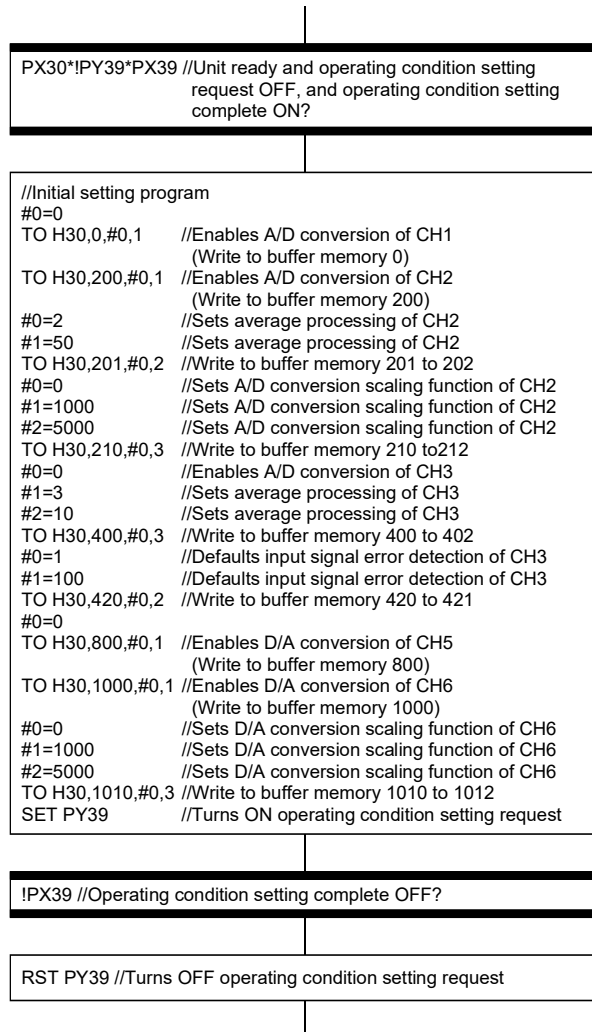 PX30*!PY39*PX39 //Unit ready and operating condition setting
request OFF, and operating condition setting
complete ON?
//Initial setting program
#0=0
TO H30,0,#0,1 //Enables A/D conversion of CH1
(Write to buffer memory 0)
TO H30,200,#0,1 //Enables A/D conversion of CH2
(Write to buffer memory 200)
#0=2 //Sets average processing of CH2
#1=50 //Sets average processing of CH2
TO H30,201,#0,2 //Write to buffer memory 201 to 202
#0=0 //Sets A/D conversion scaling function of CH2
#1=1000 //Sets A/D conversion scaling function of CH2
#2=5000 //Sets A/D conversion scaling function of CH2
TO H30,210,#0,3 //Write to buffer memory 210 to212
#0=0 //Enables A/D conversion of CH3
#1=3 //Sets average processing of CH3
#2=10 //Sets average processing of CH3
TO H30,400,#0,3 //Write to buffer memory 400 to 402
#0=1 //Defaults input signal error detection of CH3
#1=100 //Defaults input signal error detection of CH3
TO H30,420,#0,2 //Write to buffer memory 420 to 421
#0=0
TO H30,800,#0,1 //Enables D/A conversion of CH5
(Write to buffer memory 800)
TO H30,1000,#0,1 //Enables D/A conversion of CH6
(Write to buffer memory 1000)
#0=0 //Sets D/A conversion scaling function of CH6
#1=1000 //Sets D/A conversion scaling function of CH6
#2=5000 //Sets D/A conversion scaling function of CH6
TO H30,1010,#0,3 //Write to buffer memory 1010 to 1012
SET PY39 //Turns ON operating condition setting request
!PX39 //Operating condition setting complete OFF?
RST PY39 //Turns OFF operating condition setting request